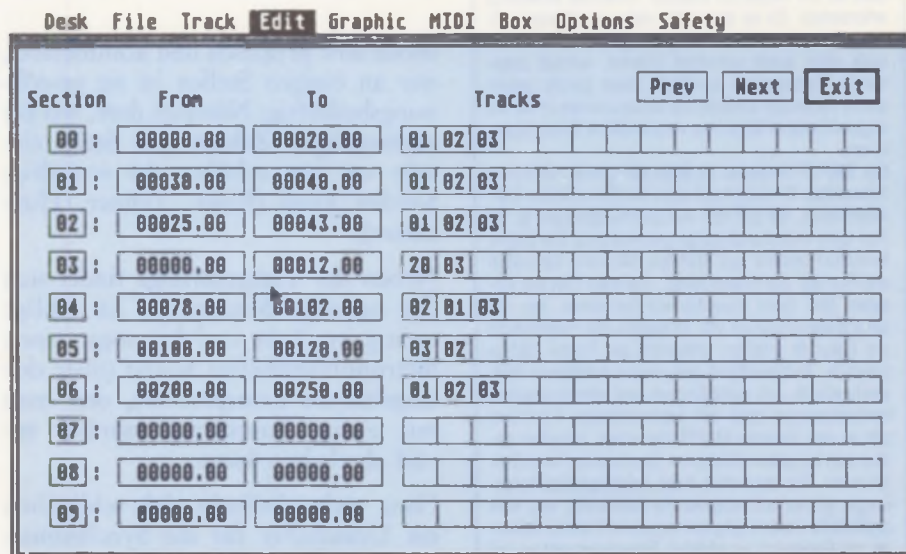 Desk File Track Edit Graphic MIDI Box Options Safety
Prev Next Exit
Section From To Tracks
00 : 00000.00 00020.00 01 02 03
01 : 00030.00 00040.00 01 02 03
02 : 00025.00 00043.00 01 02 03
03 : 00000.00 00012.00 20 03
04 : 00078.00 00102.00 02 01 03
05 : 00100.00 00120.00 03 02
06 : 00200.00 00250.00 01 02 03
07 : 00000.00 00000.00
08 : 00000.00 00000.00
09 : 00000.00 00000.00